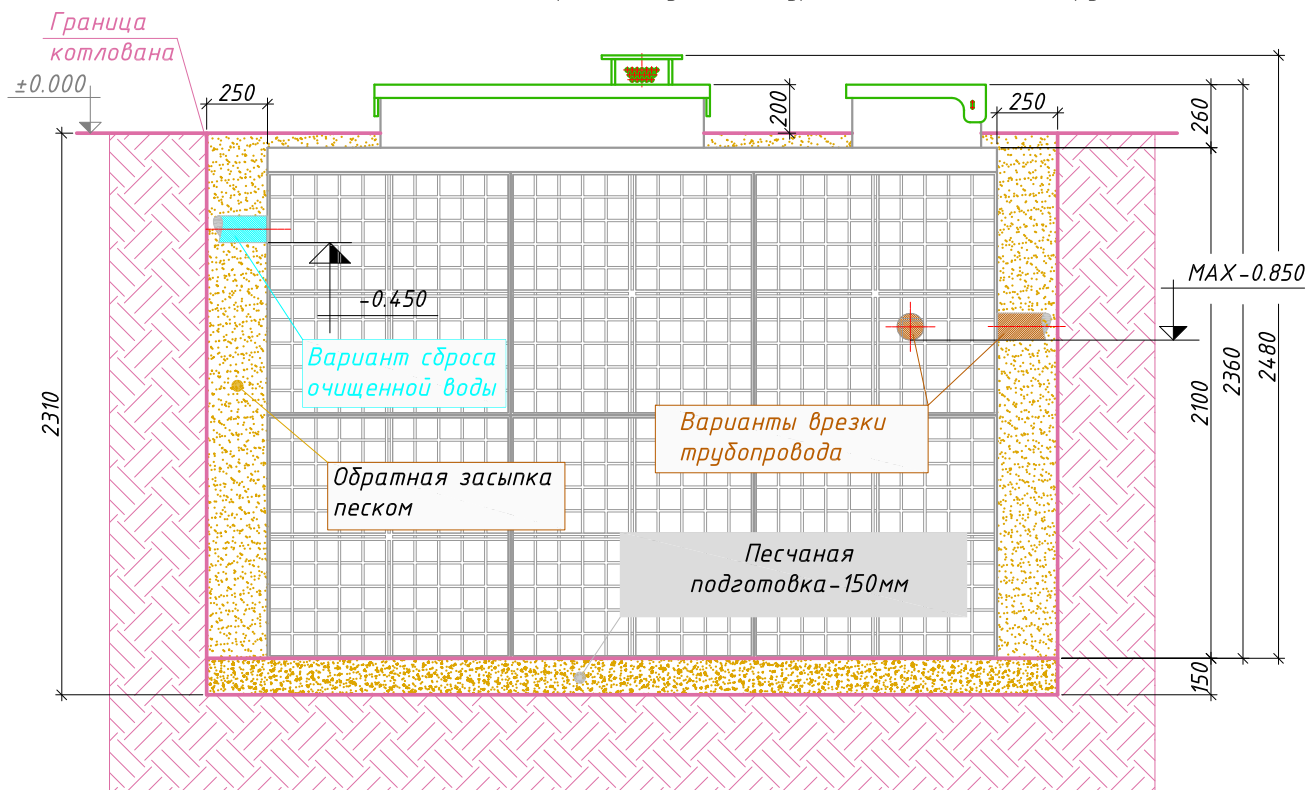 Граница
котлована
±0.000
250
200
250
260
MAX-0.850
-0.450
Вариант сброса
очищенной воды
2310
2100
2360
2480
Варианты врезки
трубопровода
Обратная засыпка
песком
Песчаная
подготовка-150мм
150